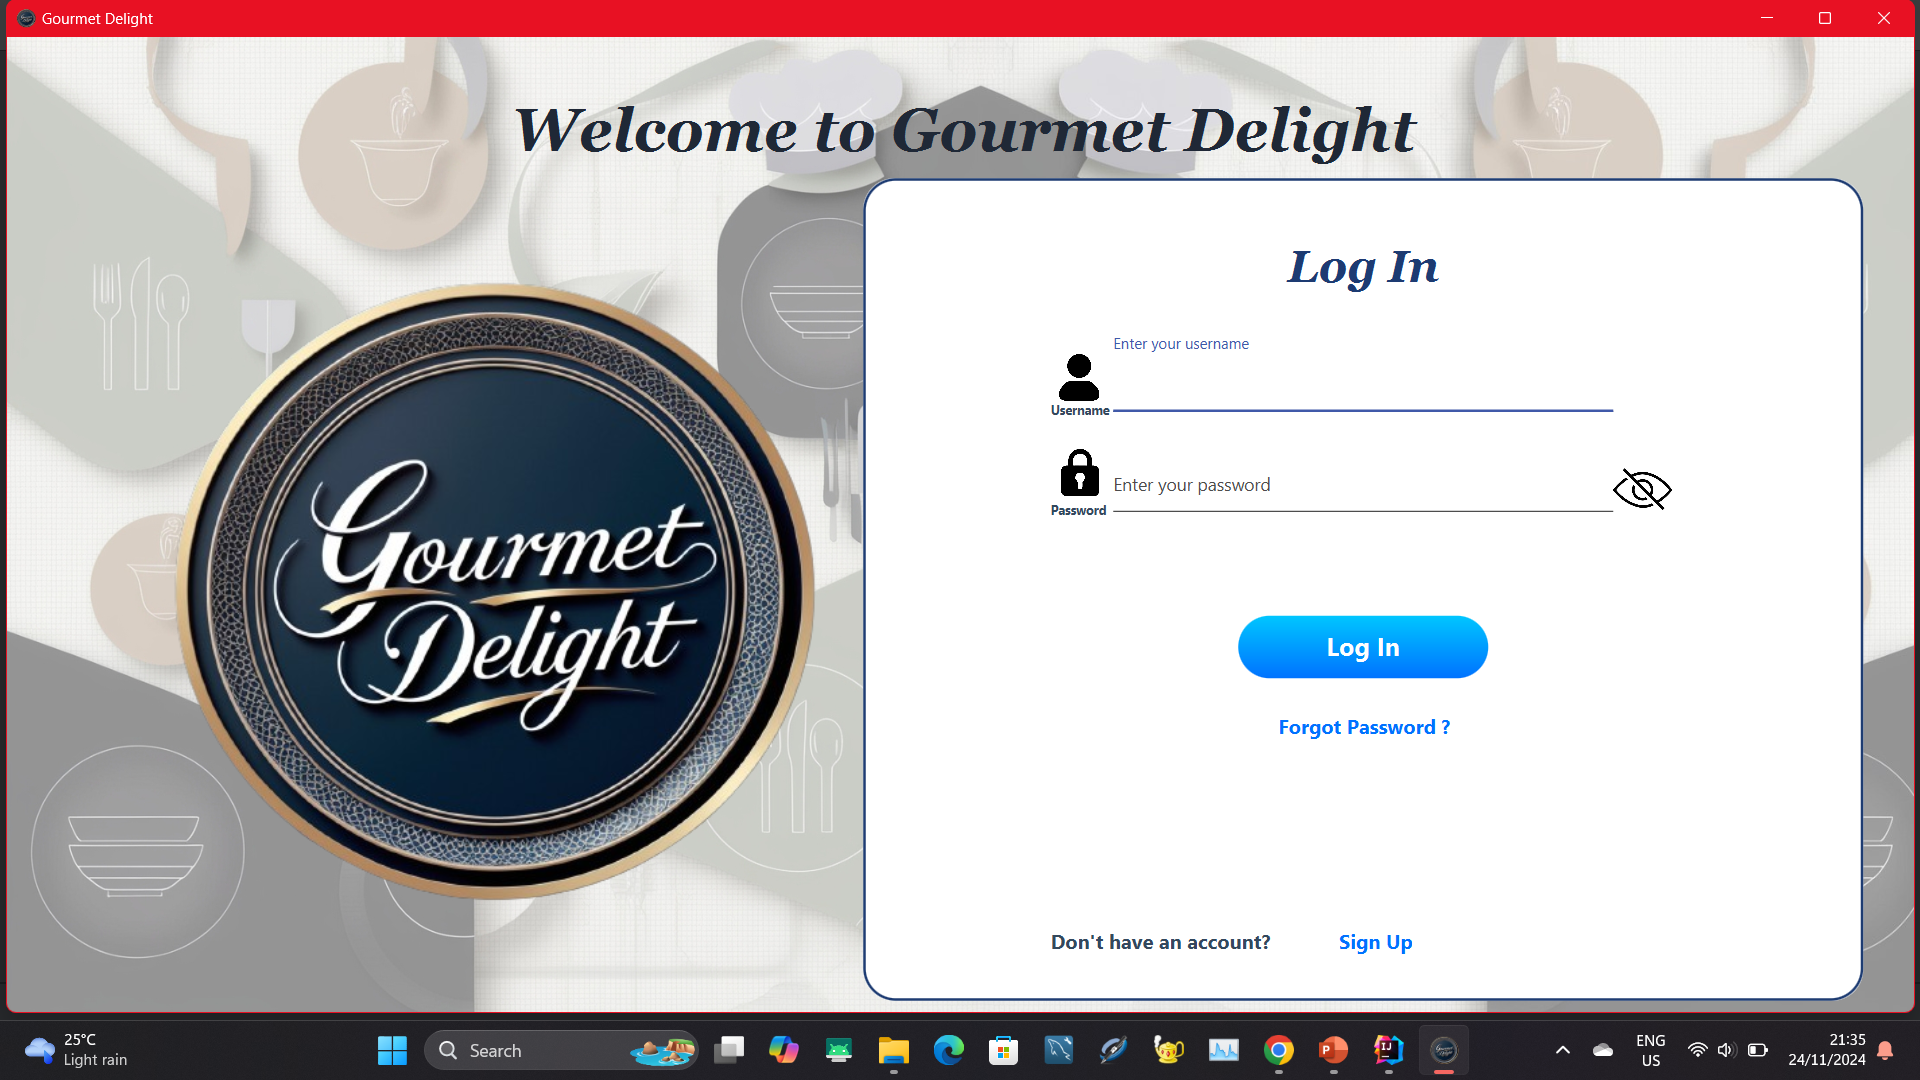 Gourmet Delight
Welcome to Gourmet Delight
Gourmet
Delight
Log In
Enter your username
Username
Enter your password
Password
Log In
Forgot Password ?
Don't have an account? Sign Up
25°C
Light rain
Search
P
IJ
ENG
US
21:35
24/11/2024